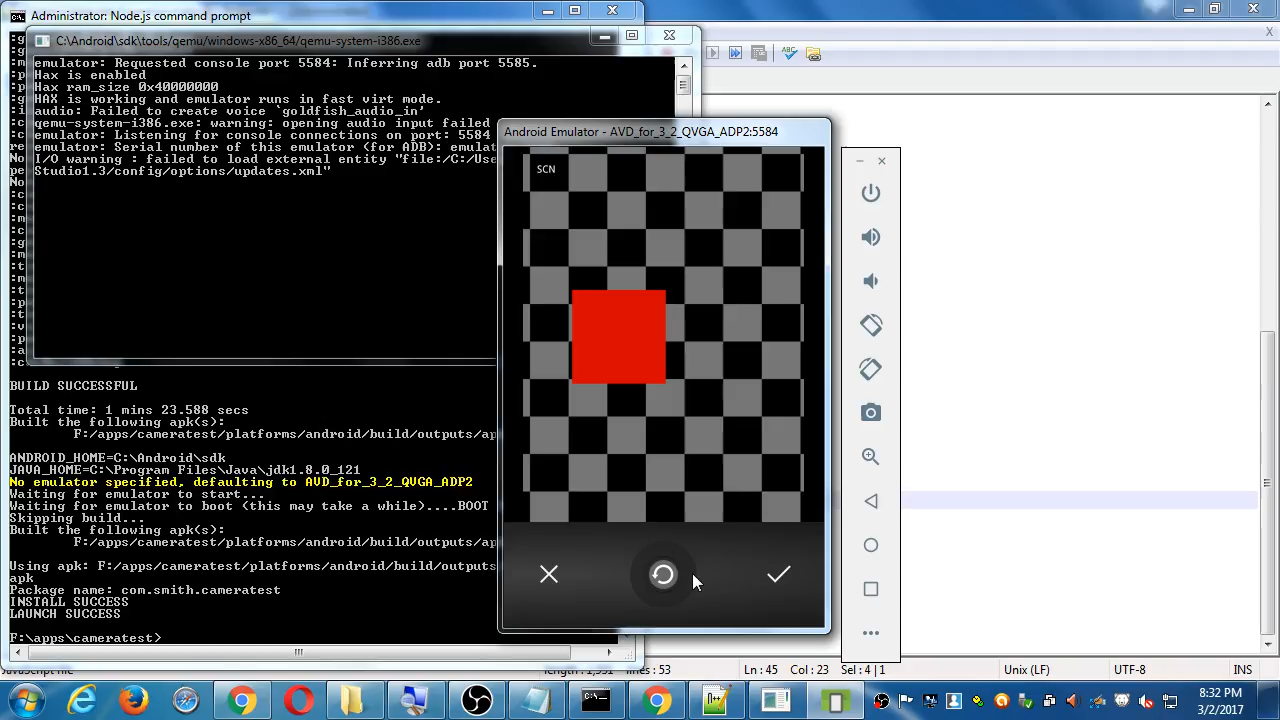 Administrator: Node.js command prompt
C:\Android\sdk\tools\qemu/windows-x86_64/qemu-system-i386.exe
emulator: Requested console port 5584: Inferring adb port 5585.
Hax is enabled
Hax ram_size 0x40000000
HAX is working and emulator runs in fast virt mode.
audio: Failed to create voice `goldfish_audio_in'
qemu-system-i386.exe: warning: opening audio input failed
emulator: Listening for console connections on port: 5584
emulator: Serial number of this emulator (for ADB): emulat
I/O warning : failed to load external entity "file:/C:/Use
Studio1.3/config/options/updates.xml"
Android Emulator - AVD_for_3_2_QVGA_ADP2:5584
SCN
BUILD SUCCESSFUL
Total time: 1 mins 23.588 secs
Built the following apk(s):
F:/apps/cameratest/platforms/android/build/outputs/ap
ANDROID_HOME=C:\Android\sdk
JAVA_HOME=C:\Program Files\Java\jdk1.8.0_121
No emulator specified, defaulting to AVD_for_3_2_QVGA_ADP2
Waiting for emulator to start...
Waiting for emulator to boot (this may take a while)....BOOT
Skipping build...
Built the following apk(s):
F:/apps/cameratest/platforms/android/build/outputs/ap
Using apk: F:/apps/cameratest/platforms/android/build/outputs/
apk
Package name: com.smith.cameratest
INSTALL SUCCESS
LAUNCH SUCCESS
F:\apps\cameratest>
lines : 53
Ln : 45 Col : 23 Sel : 4 | 1
Unix (LF)
UTF-8
INS
8:32 PM
3/2/2017